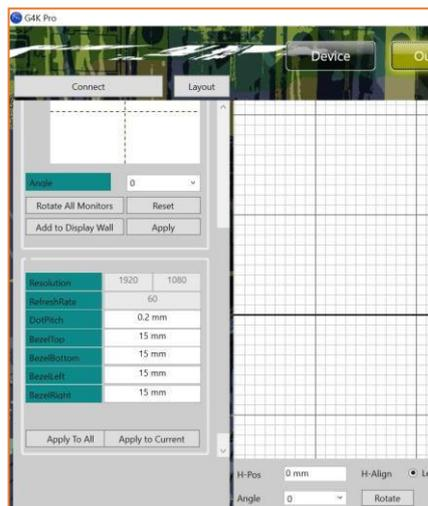 G4K Pro
Device
Ou
Connect
Layout
Angle 0
Rotate All Monitors Reset
Add to Display Wall Apply
Resolution 1920 1080
RefreshRate 60
DotPitch 0.2 mm
BezelTop 15 mm
BezelBottom 15 mm
BezelLeft 15 mm
BezelRight 15 mm
Apply To All Apply to Current
H-Pos 0 mm H-Align Le
Angle 0 Rotate